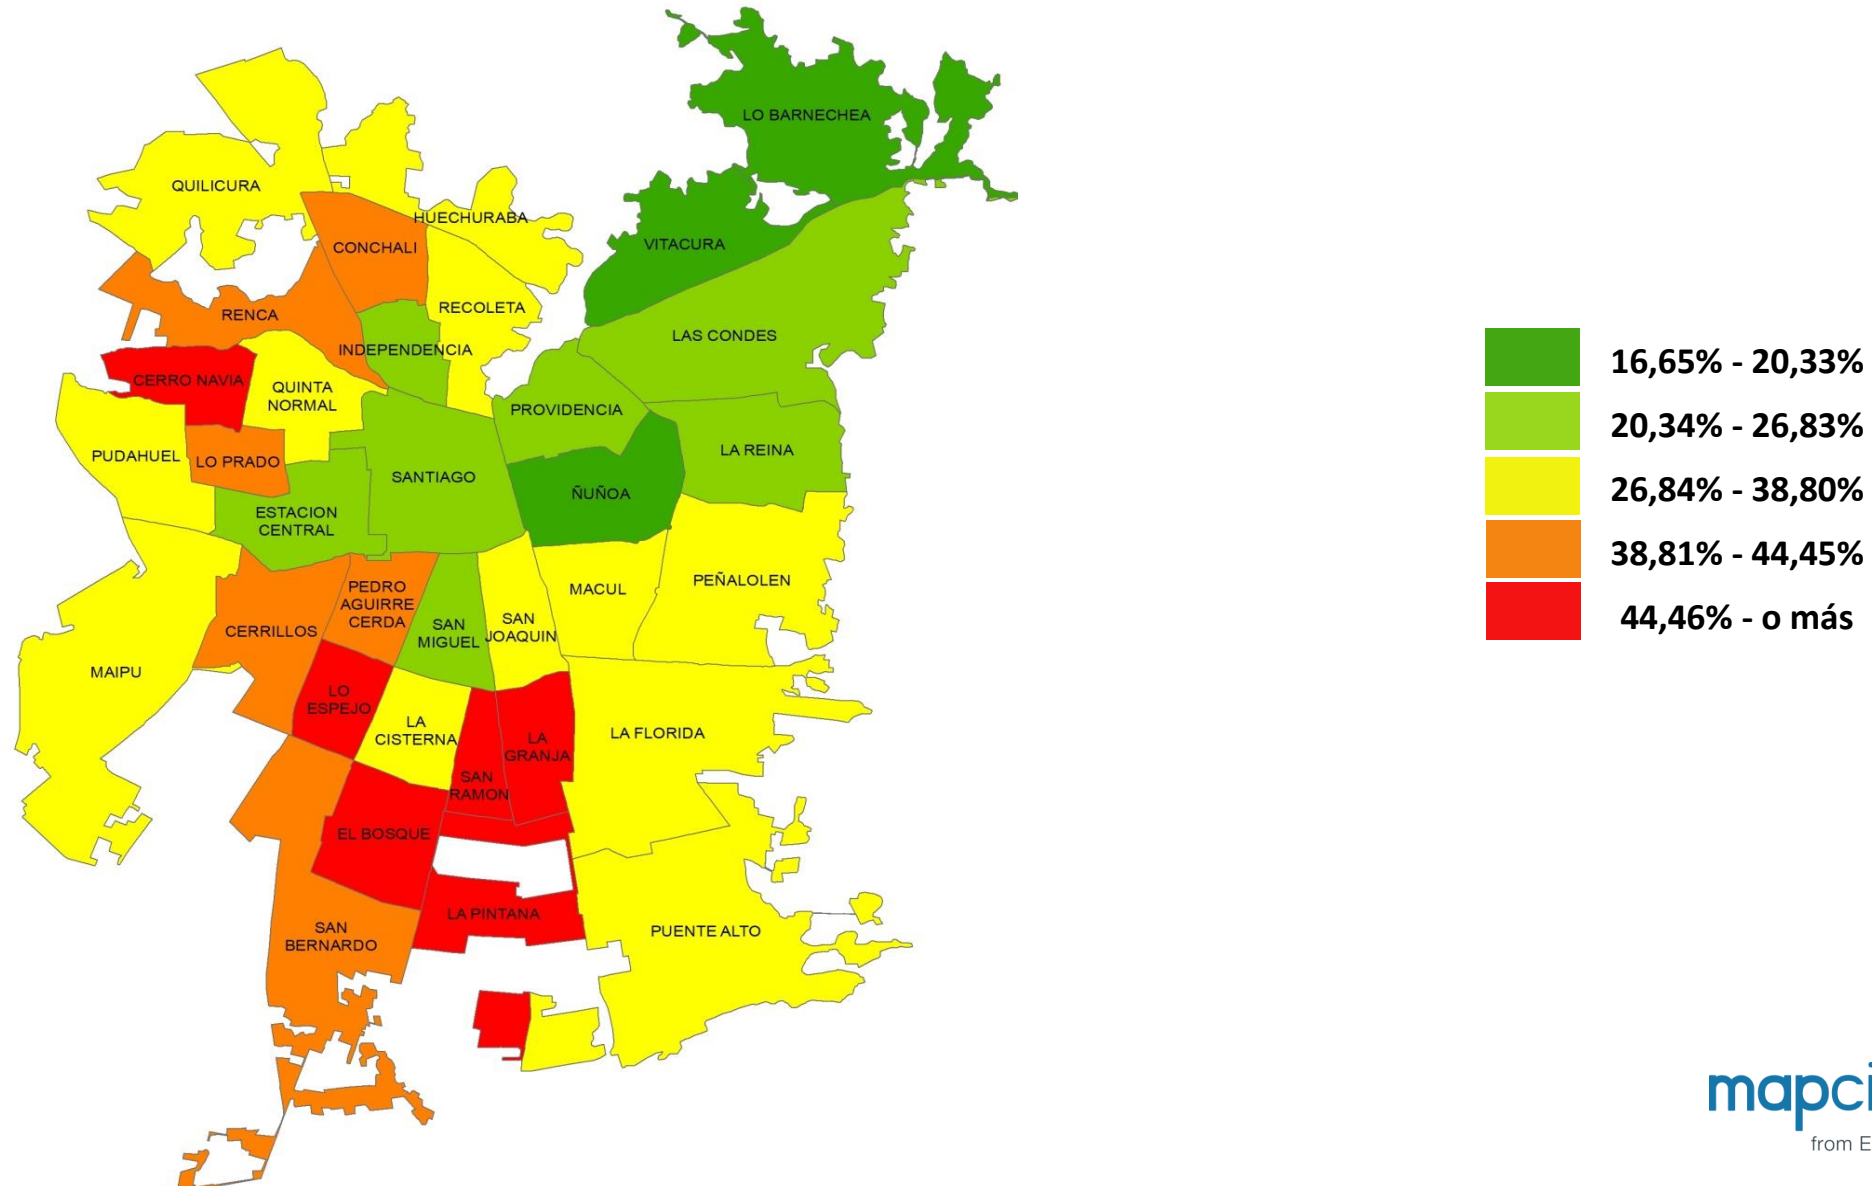 LO BARNECHEA
QUILICURA
HUECHURABA
CONCHALI
VITACURA
RECOLETA
RENCA
LAS CONDES
INDEPENDENCIA
CERRO NAVIA
QUINTA
NORMAL
PROVIDENCIA
LA REINA
PUDAHUEL
LO PRADO
SANTIAGO
ÑUÑOA
ESTACION
CENTRAL
PEÑALOLEN
MACUL
PEDRO
AGUIRRE
CERDA
CERRILLOS
SAN
MIGUEL
SAN
JOAQUIN
MAIPU
LO
ESPEJO
LA
CISTERNA
LA FLORIDA
LA
GRANJA
SAN
RAMON
EL BOSQUE
LA PINTANA
SAN
BERNARDO
PUENTE ALTO
16,65% - 20,33%
20,34% - 26,83%
26,84% - 38,80%
38,81% - 44,45%
44,46% - o más
mapci
from E